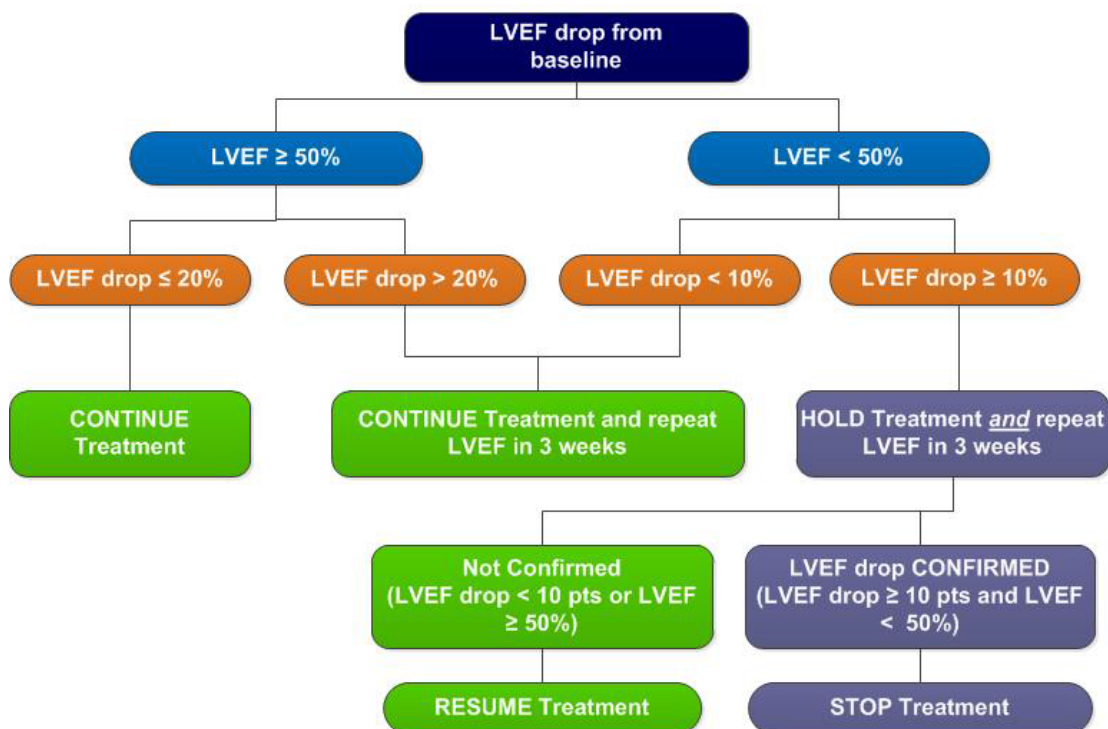 LVEF drop from
baseline
LVEF ≥ 50%
LVEF < 50%
LVEF drop ≤ 20%
LVEF drop > 20%
LVEF drop < 10%
LVEF drop ≥ 10%
CONTINUE
Treatment
CONTINUE Treatment and repeat
LVEF in 3 weeks
HOLD Treatment and repeat
LVEF in 3 weeks
Not Confirmed
(LVEF drop < 10 pts or LVEF
≥ 50%)
LVEF drop CONFIRMED
(LVEF drop ≥ 10 pts and LVEF
< 50%)
RESUME Treatment
STOP Treatment